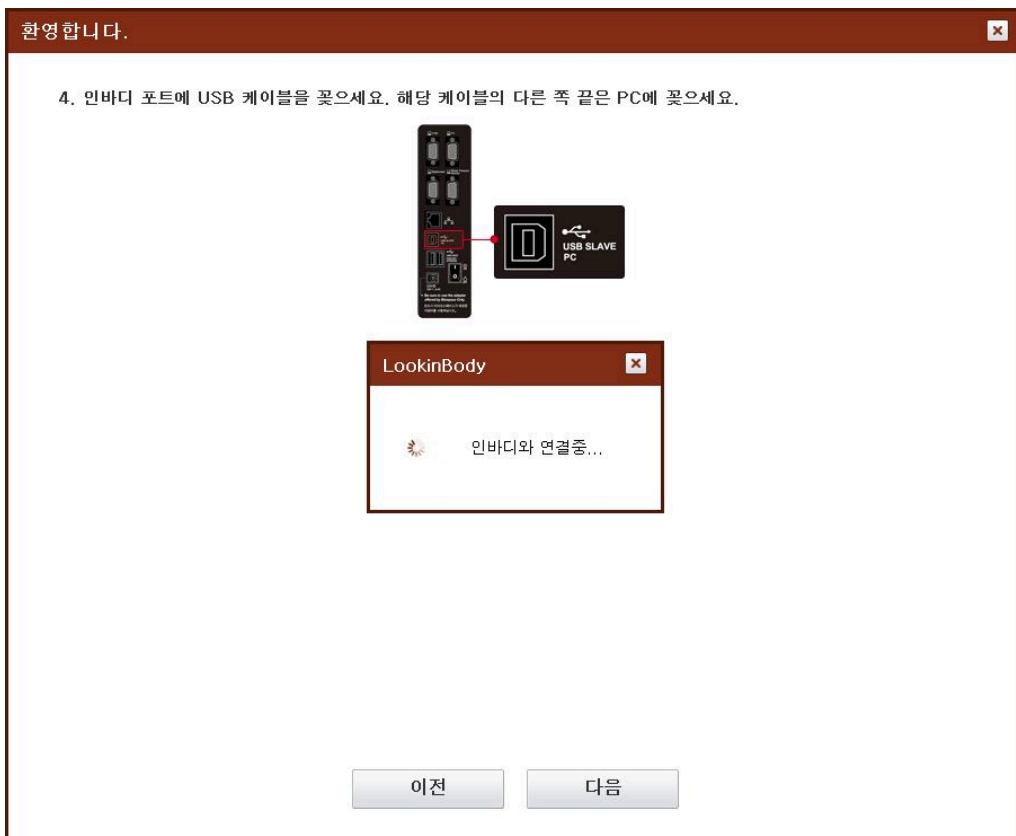 환영합니다.
4. 인바디 포트에 USB 케이블을 꽂으세요. 해당 케이블의 다른 쪽 끝은 PC에 꽂으세요.
USB SLAVE
PC
LookinBody
인바디와 연결중...
이전
다음